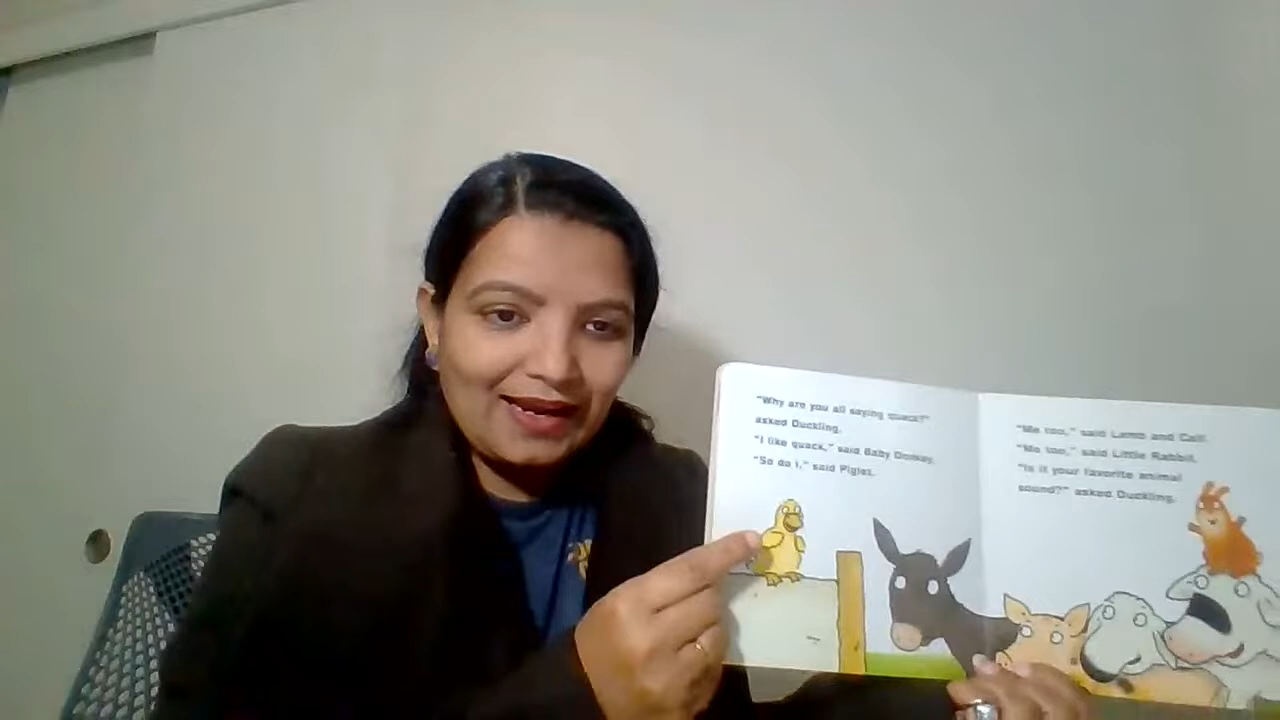 "Why are you all saying quack?"
asked Duckling.
"I like quack," said Baby Donkey.
"So do I," said Piglet.
"Me too," said Lamb and Calf.
"Me too," said Little Rabbit.
"Is it your favorite animal
sound?" asked Duckling.